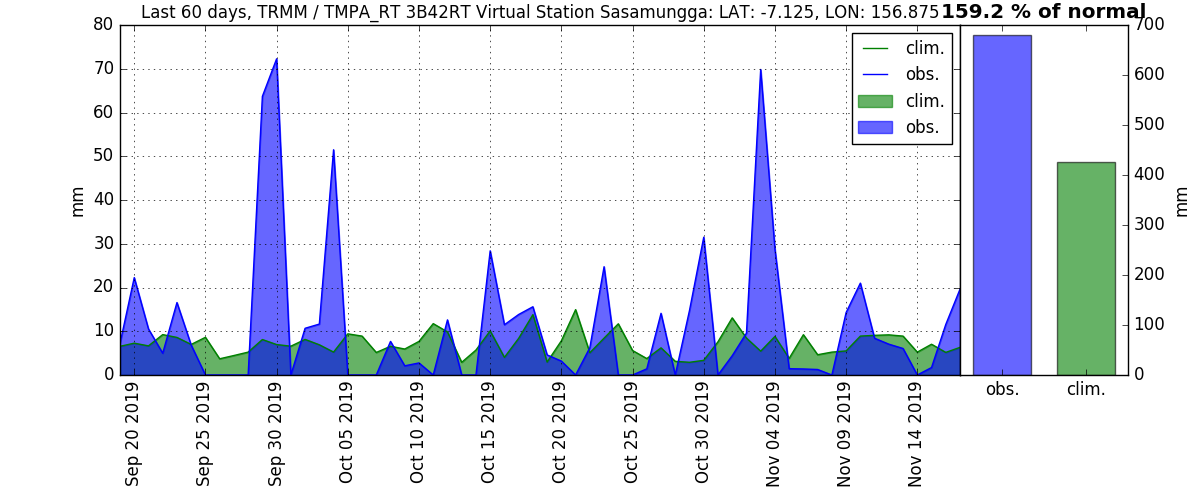 Last 60 days, TRMM / TMPA_RT 3B42RT Virtual Station Sasamungga: LAT: -7.125, LON: 156.875
159.2 % of normal
mm
80
70
60
50
40
30
20
10
0
clim.
obs.
clim.
obs.
Sep 20 2019
Sep 25 2019
Sep 30 2019
Oct 05 2019
Oct 10 2019
Oct 15 2019
Oct 20 2019
Oct 25 2019
Oct 30 2019
Nov 04 2019
Nov 09 2019
Nov 14 2019
700
600
500
400
300
200
100
0
mm
obs.
clim.